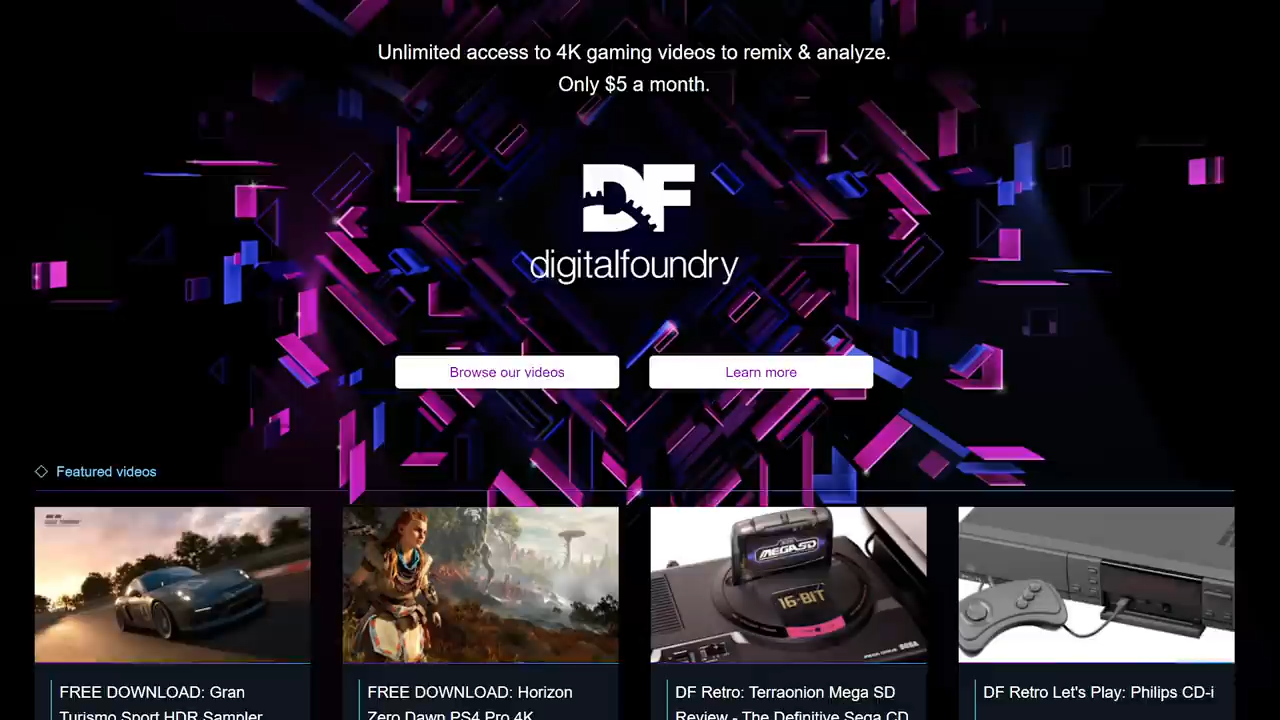 Unlimited access to 4K gaming videos to remix & analyze.
Only $5 a month.
DF
digitalfoundry
Browse our videos
Learn more
Featured videos
MEGASD
16-BIT
SEGA
FREE DOWNLOAD: Gran
Turismo Sport HDR Sampler
FREE DOWNLOAD: Horizon
Zero Dawn PS4 Pro 4K
DF Retro: Terraonion Mega SD
Review - The Definitive Sega CD
DF Retro Let's Play: Philips CD-i